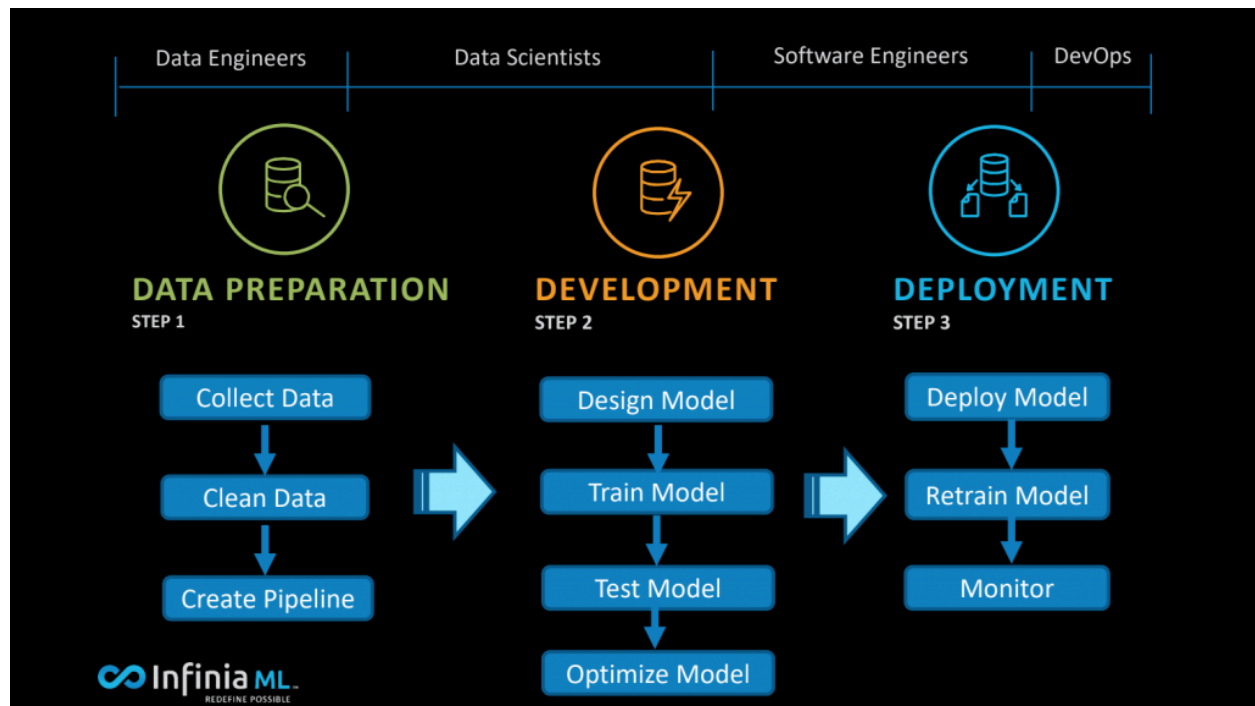 Data Engineers
Data Scientists
Software Engineers
DevOps
DATA PREPARATION
STEP 1
DEVELOPMENT
STEP 2
DEPLOYMENT
STEP 3
Collect Data
Clean Data
Create Pipeline
Design Model
Train Model
Test Model
Optimize Model
Deploy Model
Retrain Model
Monitor
Infinia ML™
REDEFINE POSSIBLE